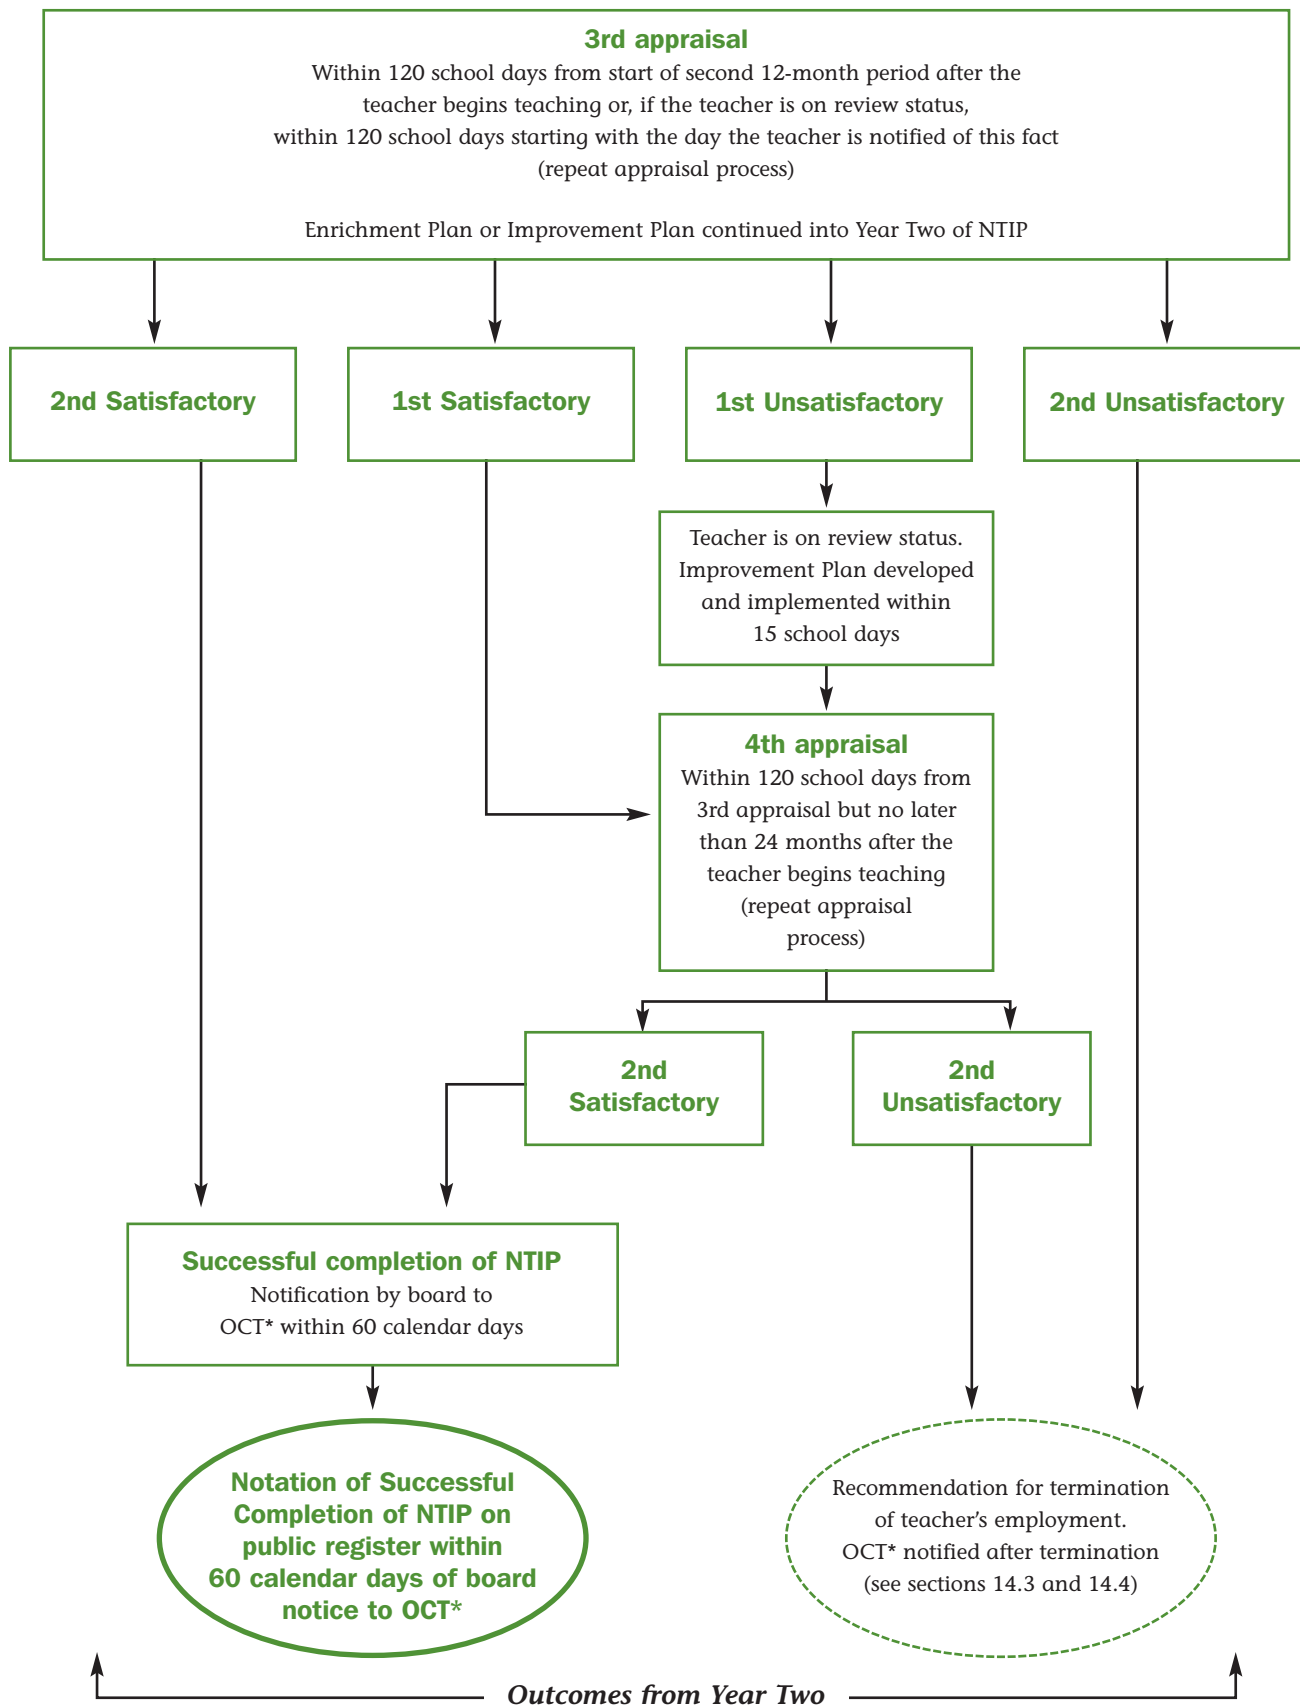 3rd appraisal
Within 120 school days from start of second 12-month period after the
teacher begins teaching or, if the teacher is on review status,
within 120 school days starting with the day the teacher is notified of this fact
(repeat appraisal process)
Enrichment Plan or Improvement Plan continued into Year Two of NTIP
2nd Satisfactory
1st Satisfactory
1st Unsatisfactory
2nd Unsatisfactory
Teacher is on review status.
Improvement Plan developed
and implemented within
15 school days
4th appraisal
Within 120 school days from
3rd appraisal but no later
than 24 months after the
teacher begins teaching
(repeat appraisal
process)
2nd
Satisfactory
2nd
Unsatisfactory
Successful completion of NTIP
Notification by board to
OCT* within 60 calendar days
Notation of Successful
Completion of NTIP on
public register within
60 calendar days of board
notice to OCT*
Recommendation for termination
of teacher's employment.
OCT* notified after termination
(see sections 14.3 and 14.4)
Outcomes from Year Two